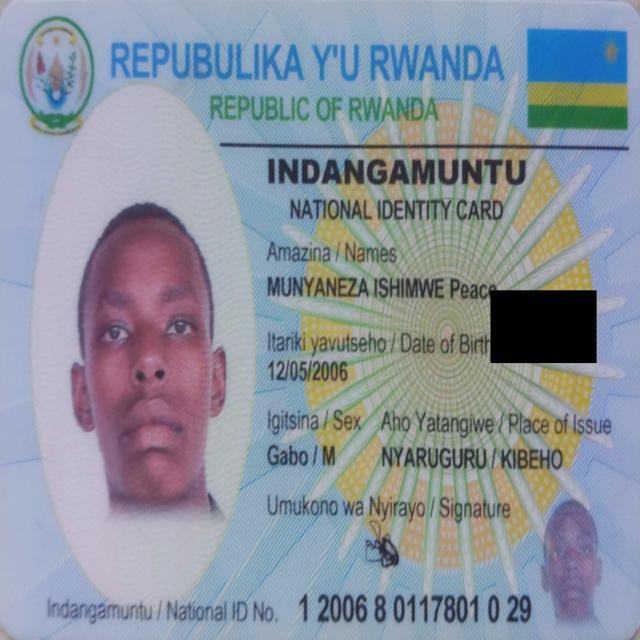 REPUBULIKA Y'U RWANDA
REPUBLIC OF RWANDA
INDANGAMUNTU
NATIONAL IDENTITY CARD
Amazina / Names
MUNYANEZA ISHIMWE Peace
Itariki yavutseho / Date of Birth
12/05/2006
Igitsina / Sex Aho Yatangiwe / Place of Issue
Gabo / M NYARUGURU / KIBEHO
Umukono wa Nyirayo / Signature
Indangamuntu / National ID No. 1 2006 8 0117801 0 29